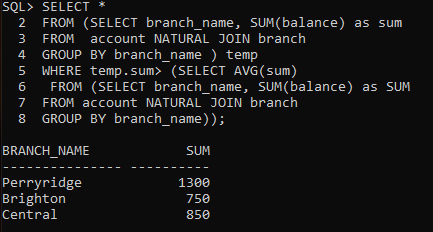 SQL> SELECT *
  2  FROM (SELECT branch_name, SUM(balance) as sum
  3  FROM  account NATURAL JOIN branch
  4  GROUP BY branch_name ) temp
  5  WHERE temp.sum> (SELECT AVG(sum)
  6   FROM (SELECT branch_name, SUM(balance) as SUM
  7  FROM account NATURAL JOIN branch
  8  GROUP BY branch_name));
BRANCH_NAME            SUM
--------------- ----------
Perryridge            1300
Brighton               750
Central                850